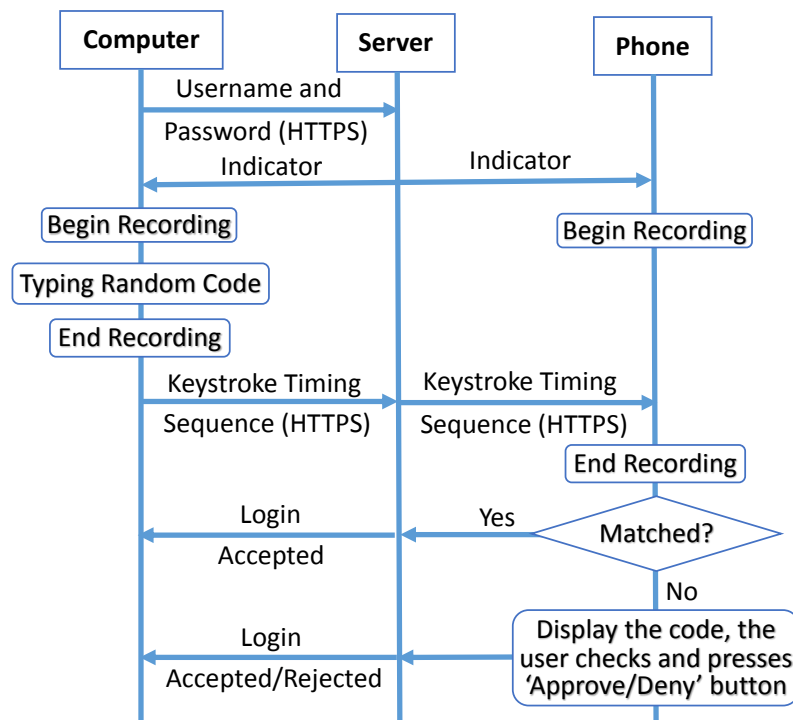 Computer
Server
Phone
Username and
Password (HTTPS)
Indicator
Indicator
Begin Recording
Begin Recording
Typing Random Code
End Recording
Keystroke Timing
Sequence (HTTPS)
Keystroke Timing
Sequence (HTTPS)
End Recording
Login
Accepted
Yes
Matched?
No
Login
Accepted/Rejected
Display the code, the
user checks and presses
‘Approve/Deny’ button